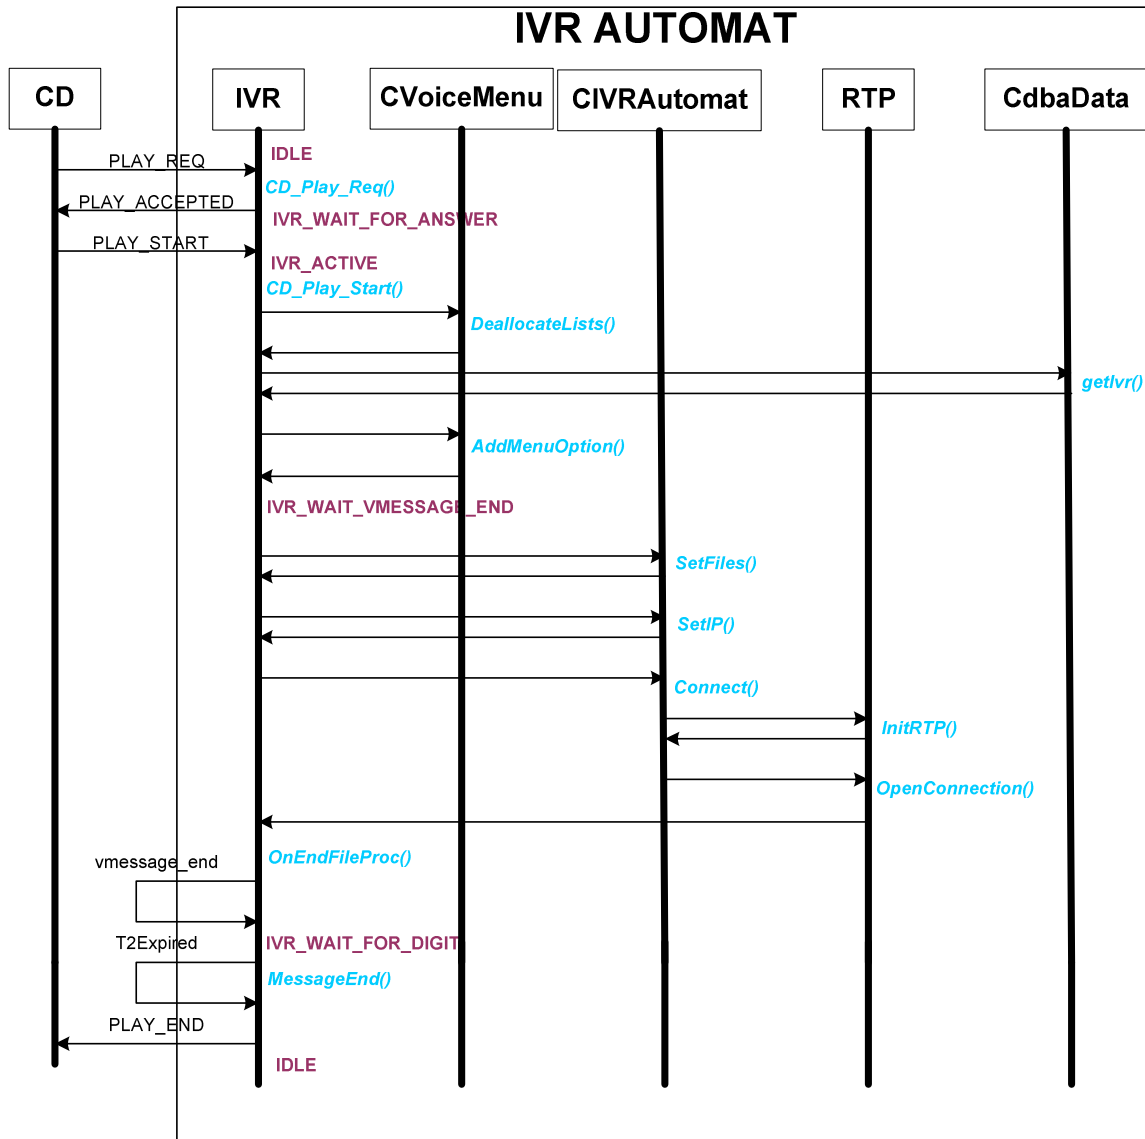 IVR AUTOMAT
CD
IVR
CVoiceMenu
CIVRAutomat
RTP
CdbaData
IDLE
PLAY_REQ
CD_Play_Req()
PLAY_ACCEPTED
IVR_WAIT_FOR_ANSWER
PLAY_START
IVR_ACTIVE
CD_Play_Start()
DeallocateLists()
getIvr()
AddMenuOption()
IVR_WAIT_VMESSAGE_END
SetFiles()
SetIP()
Connect()
InitRTP()
OpenConnection()
OnEndFileProc()
vmessage_end
T2Expired
IVR_WAIT_FOR_DIGIT
MessageEnd()
PLAY_END
IDLE